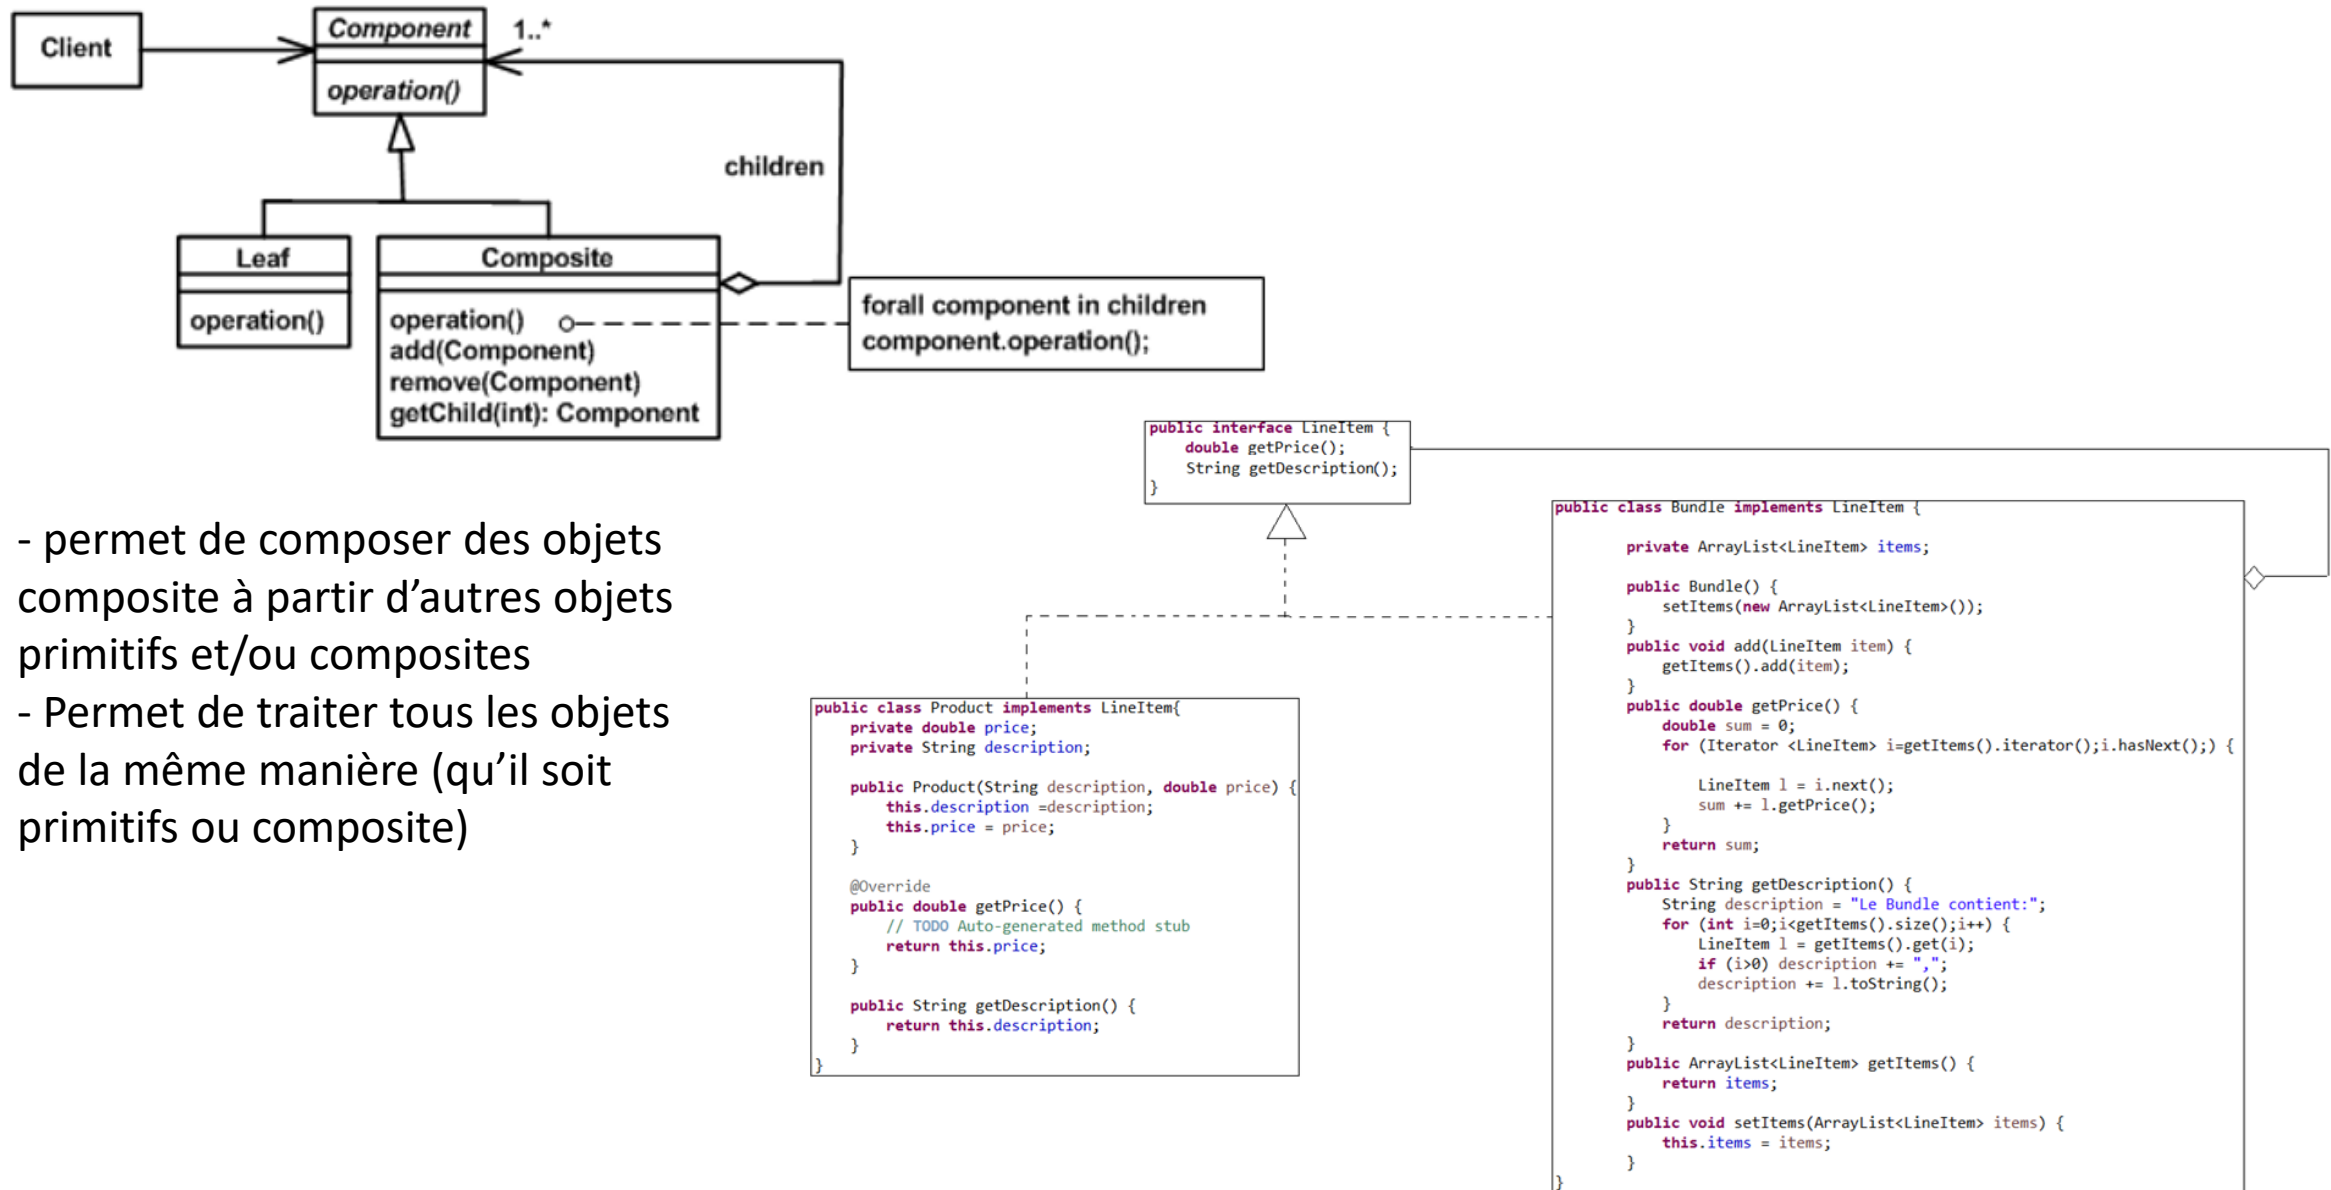 Client
Component
1..*
operation()
children
Leaf
operation()
Composite
operation()
add(Component)
remove(Component)
getChild(int): Component
forall component in children
component.operation();
- permet de composer des objets
composite à partir d’autres objets
primitifs et/ou composites
- Permet de traiter tous les objets
de la même manière (qu’il soit
primitifs ou composite)
public interface LineItem {
double getPrice();
String getDescription();
}
public class Product implements LineItem{
private double price;
private String description;
public Product(String description, double price) {
this.description =description;
this.price = price;
}
@Override
public double getPrice() {
// TODO Auto-generated method stub
return this.price;
}
public String getDescription() {
return this.description;
}
}
public class Bundle implements LineItem {
private ArrayList<LineItem> items;
public Bundle() {
setItems(new ArrayList<LineItem>());
}
public void add(LineItem item) {
getItems().add(item);
}
public double getPrice() {
double sum = 0;
for (Iterator <LineItem> i=getItems().iterator();i.hasNext();) {
LineItem l = i.next();
sum += l.getPrice();
}
return sum;
}
public String getDescription() {
String description = "Le Bundle contient:";
for (int i=0;i<getItems().size();i++) {
LineItem l = getItems().get(i);
if (i>0) description += ",";
description += l.toString();
}
return description;
}
public ArrayList<LineItem> getItems() {
return items;
}
public void setItems(ArrayList<LineItem> items) {
this.items = items;
}
}